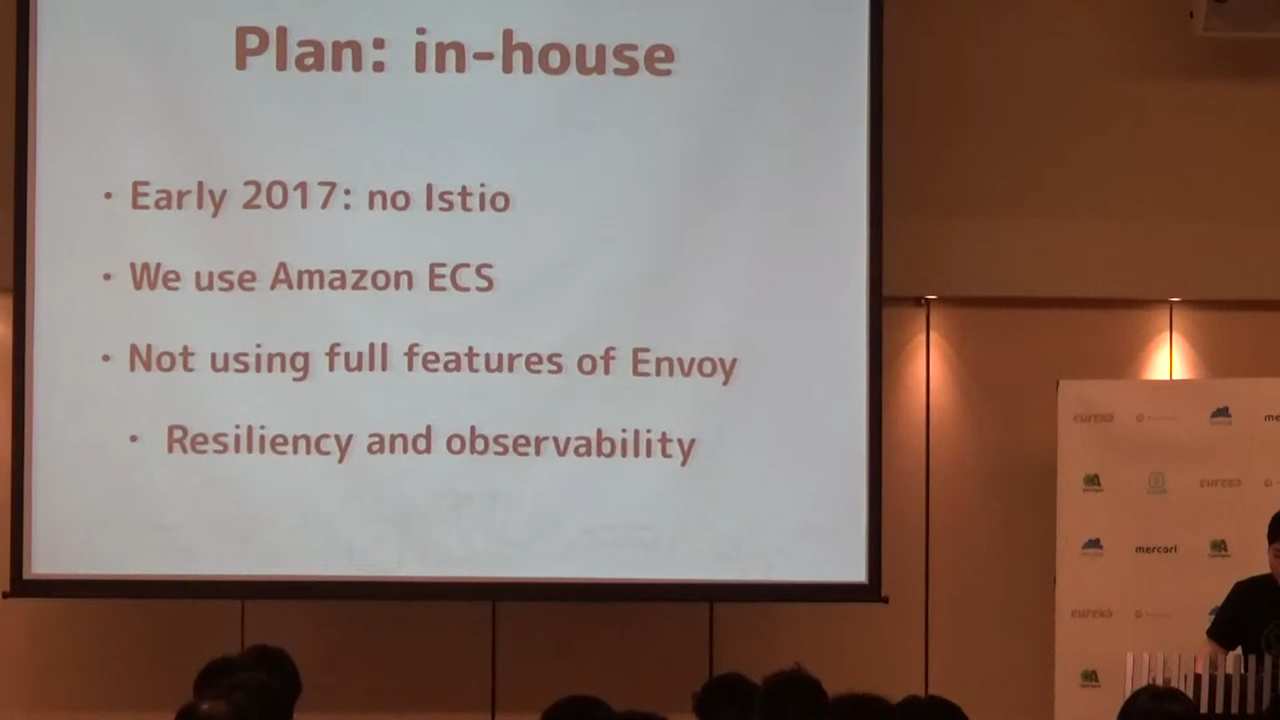 Plan: in-house
• Early 2017: no Istio
• We use Amazon ECS
• Not using full features of Envoy
• Resiliency and observability
eureka
me
eureka
mercari
eureka